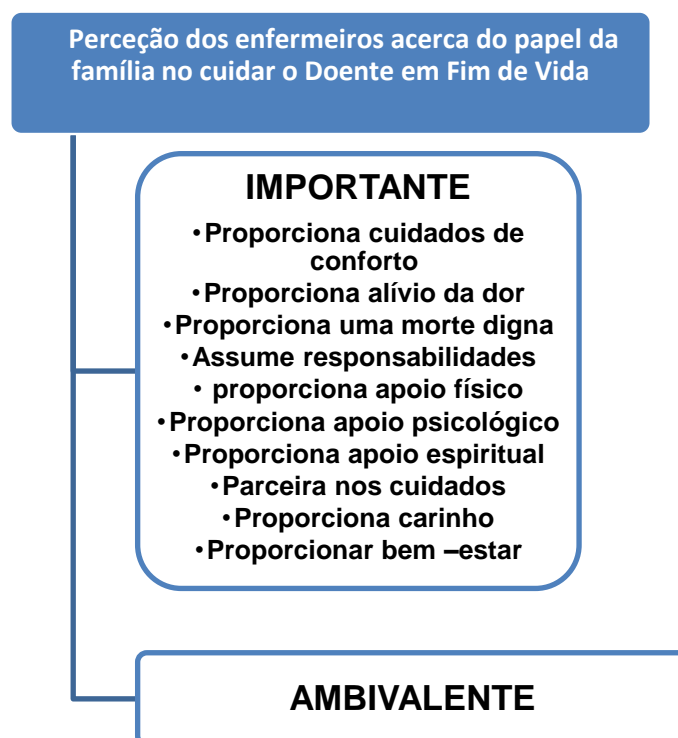 Perceção dos enfermeiros acerca do papel da
família no cuidar o Doente em Fim de Vida
IMPORTANTE
•Proporciona cuidados de
conforto
•Proporciona alívio da dor
•Proporciona uma morte digna
•Assume responsabilidades
• proporciona apoio físico
•Proporciona apoio psicológico
•Proporciona apoio espiritual
•Parceira nos cuidados
•Proporciona carinho
•Proporcionar bem –estar
AMBIVALENTE